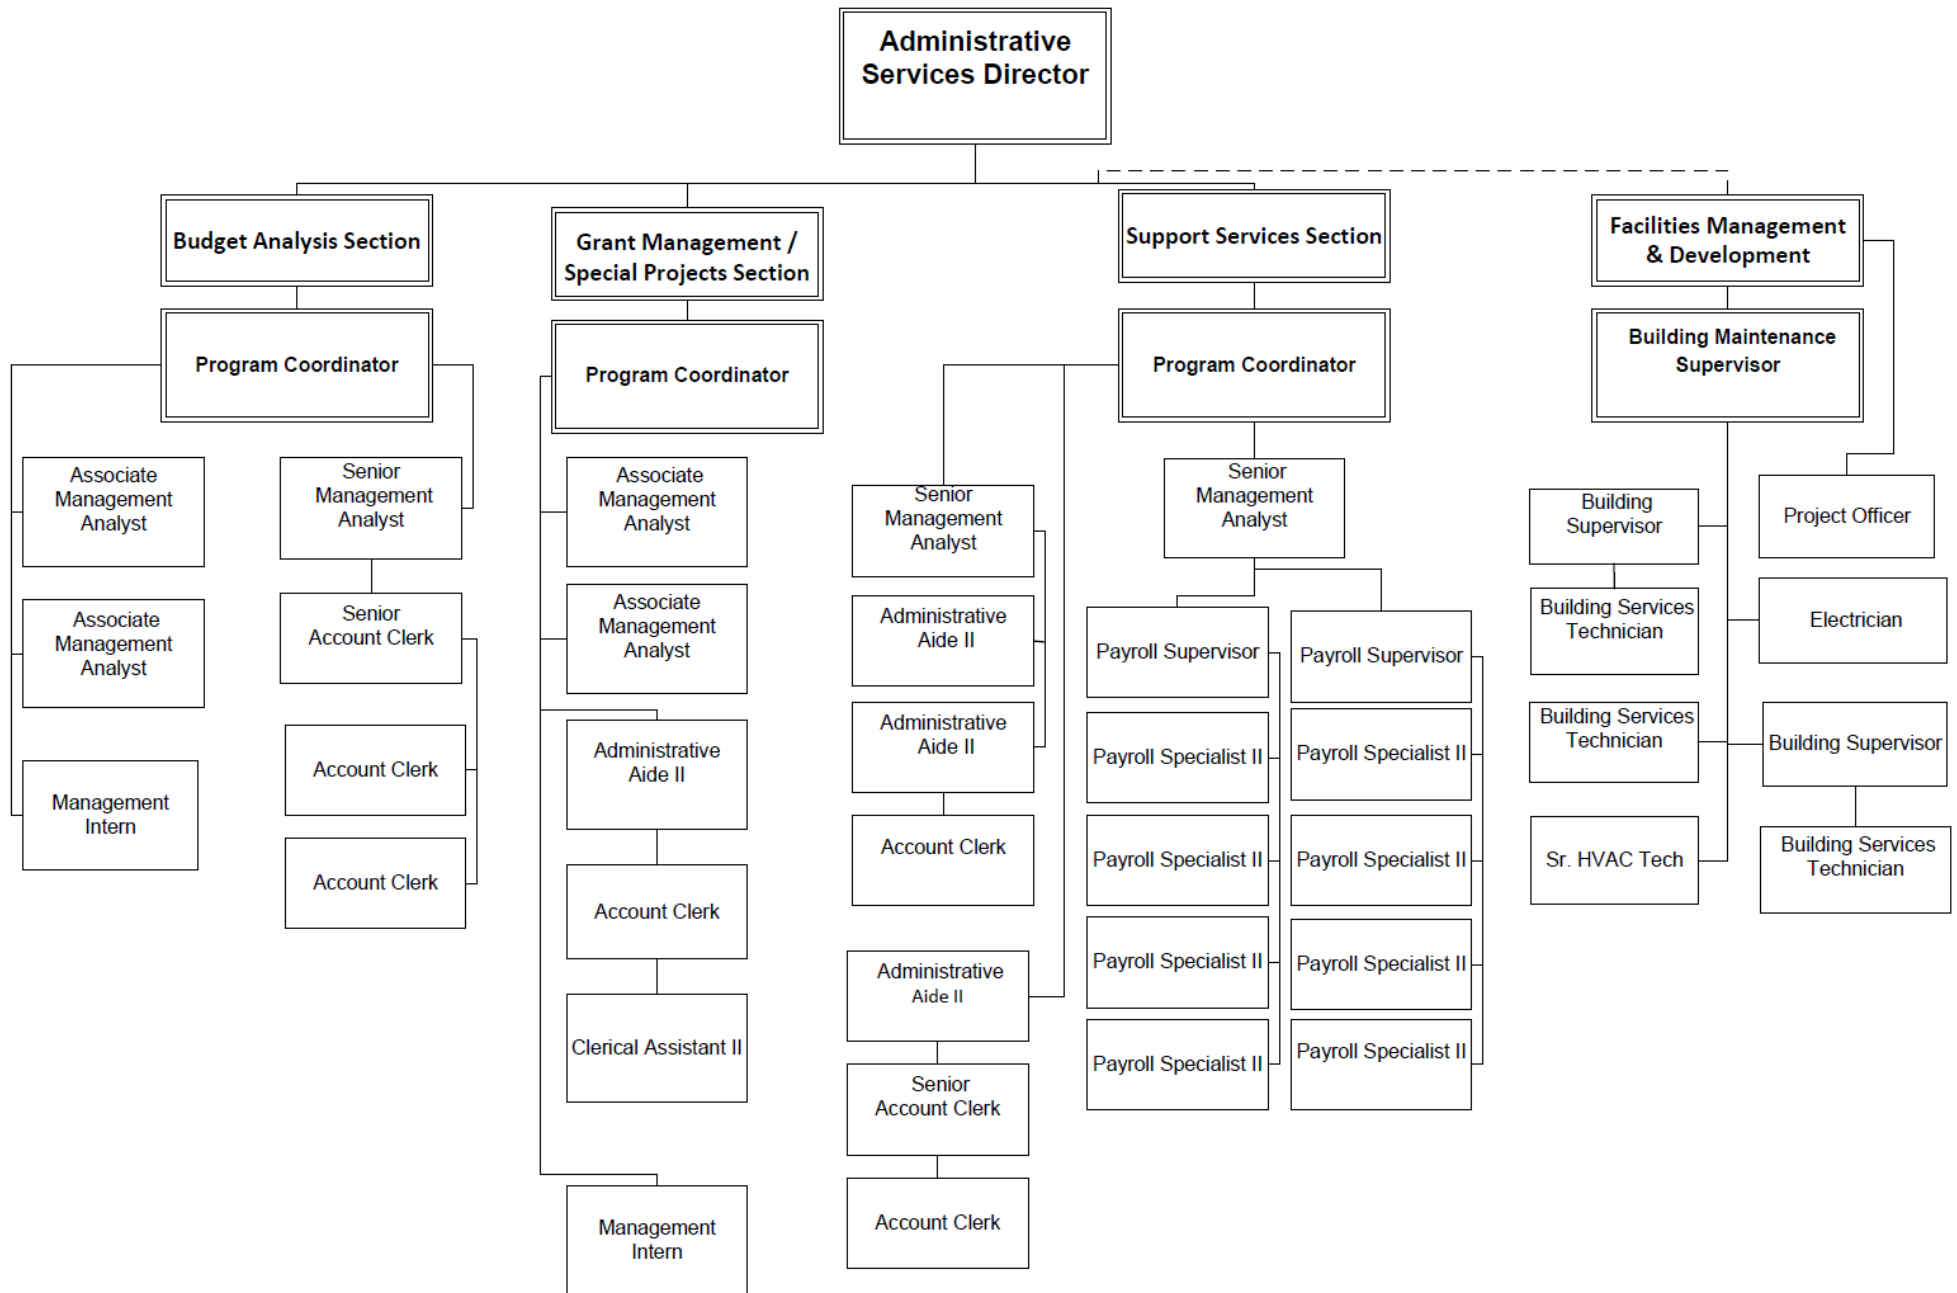 Administrative
Services Director
Budget Analysis Section
Program Coordinator
Associate
Management
Analyst
Associate
Management
Analyst
Management
Intern
Senior
Management
Analyst
Senior
Account Clerk
Account Clerk
Account Clerk
Grant Management /
Special Projects Section
Program Coordinator
Associate
Management
Analyst
Associate
Management
Analyst
Administrative
Aide II
Account Clerk
Clerical Assistant II
Management
Intern
Support Services Section
Program Coordinator
Senior
Management
Analyst
Administrative
Aide II
Administrative
Aide II
Account Clerk
Administrative
Aide II
Senior
Account Clerk
Account Clerk
Senior
Management
Analyst
Payroll Supervisor
Payroll Specialist II
Payroll Specialist II
Payroll Specialist II
Payroll Specialist II
Payroll Supervisor
Payroll Specialist II
Payroll Specialist II
Payroll Specialist II
Payroll Specialist II
Facilities Management
& Development
Building Maintenance
Supervisor
Building
Supervisor
Building Services
Technician
Building Services
Technician
Sr. HVAC Tech
Project Officer
Electrician
Building Supervisor
Building Services
Technician